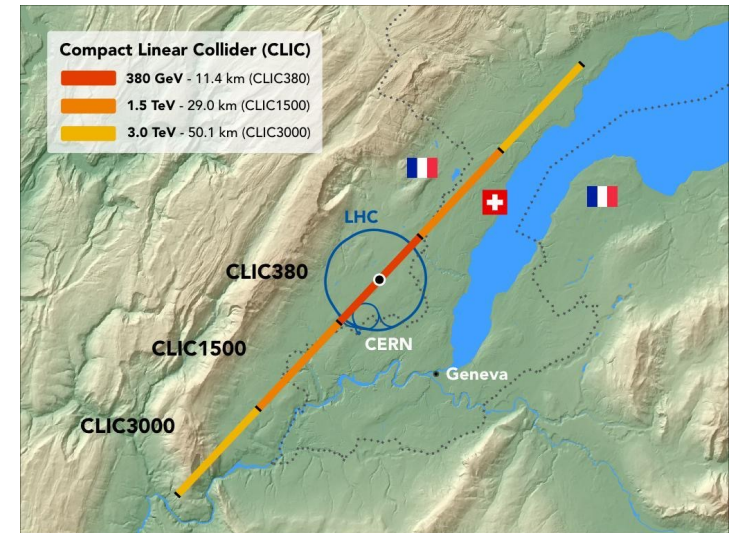 Compact Linear Collider (CLIC)
380 GeV - 11.4 km (CLIC380)
1.5 TeV - 29.0 km (CLIC1500)
3.0 TeV - 50.1 km (CLIC3000)
LHC
CLIC380
CERN
CLIC1500
Geneva
CLIC3000